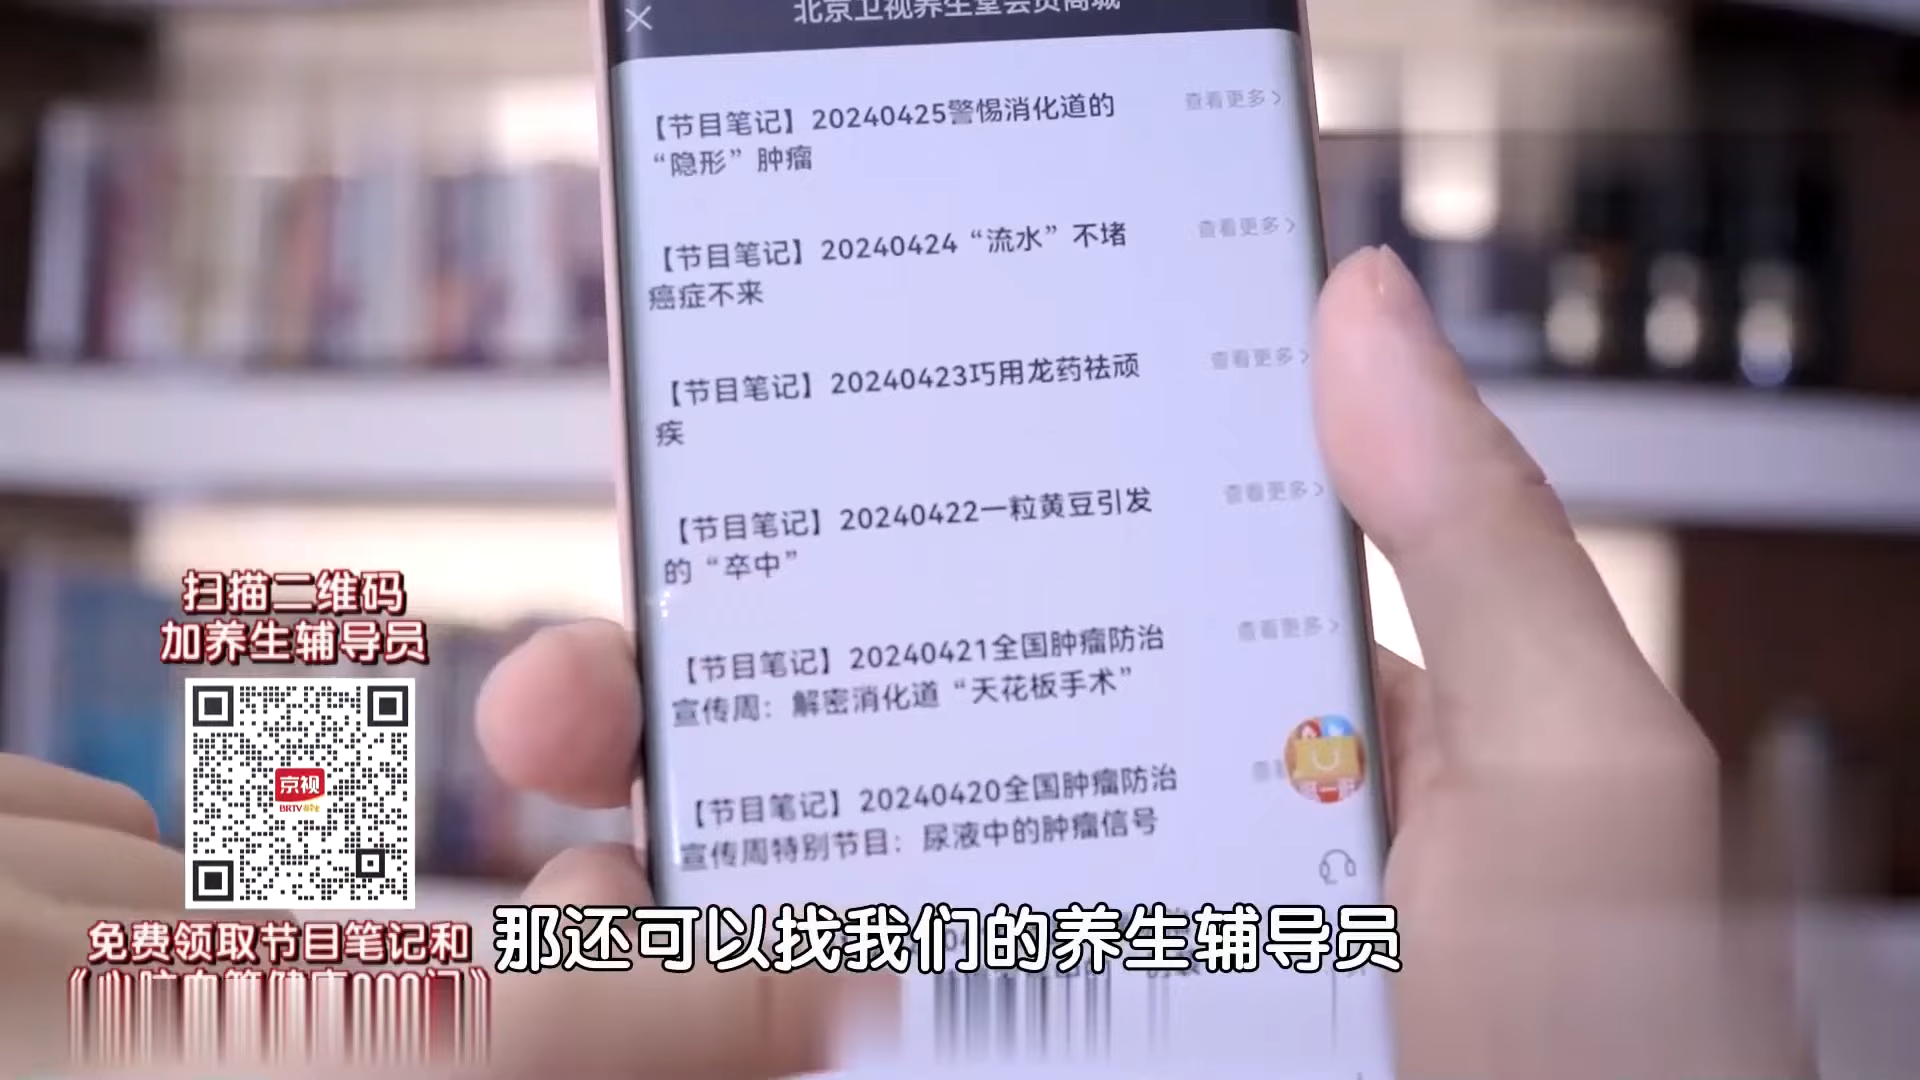 北京卫视养生堂会员商城
【节目笔记】20240425警惕消化道的
“隐形”肿瘤
查看更多
【节目笔记】20240424“流水”不堵
癌症不来
查看更多
【节目笔记】20240423巧用龙药祛顽
疾
查看更多
【节目笔记】20240422一粒黄豆引发
的“卒中”
查看更多
【节目笔记】20240421全国肿瘤防治
宣传周：解密消化道“天花板手术”
查看更多
【节目笔记】20240420全国肿瘤防治
宣传周特别节目：尿液中的肿瘤信号
扫描二维码
加养生辅导员
京视
BRTV
免费领取节目笔记和
那还可以找我们的养生辅导员